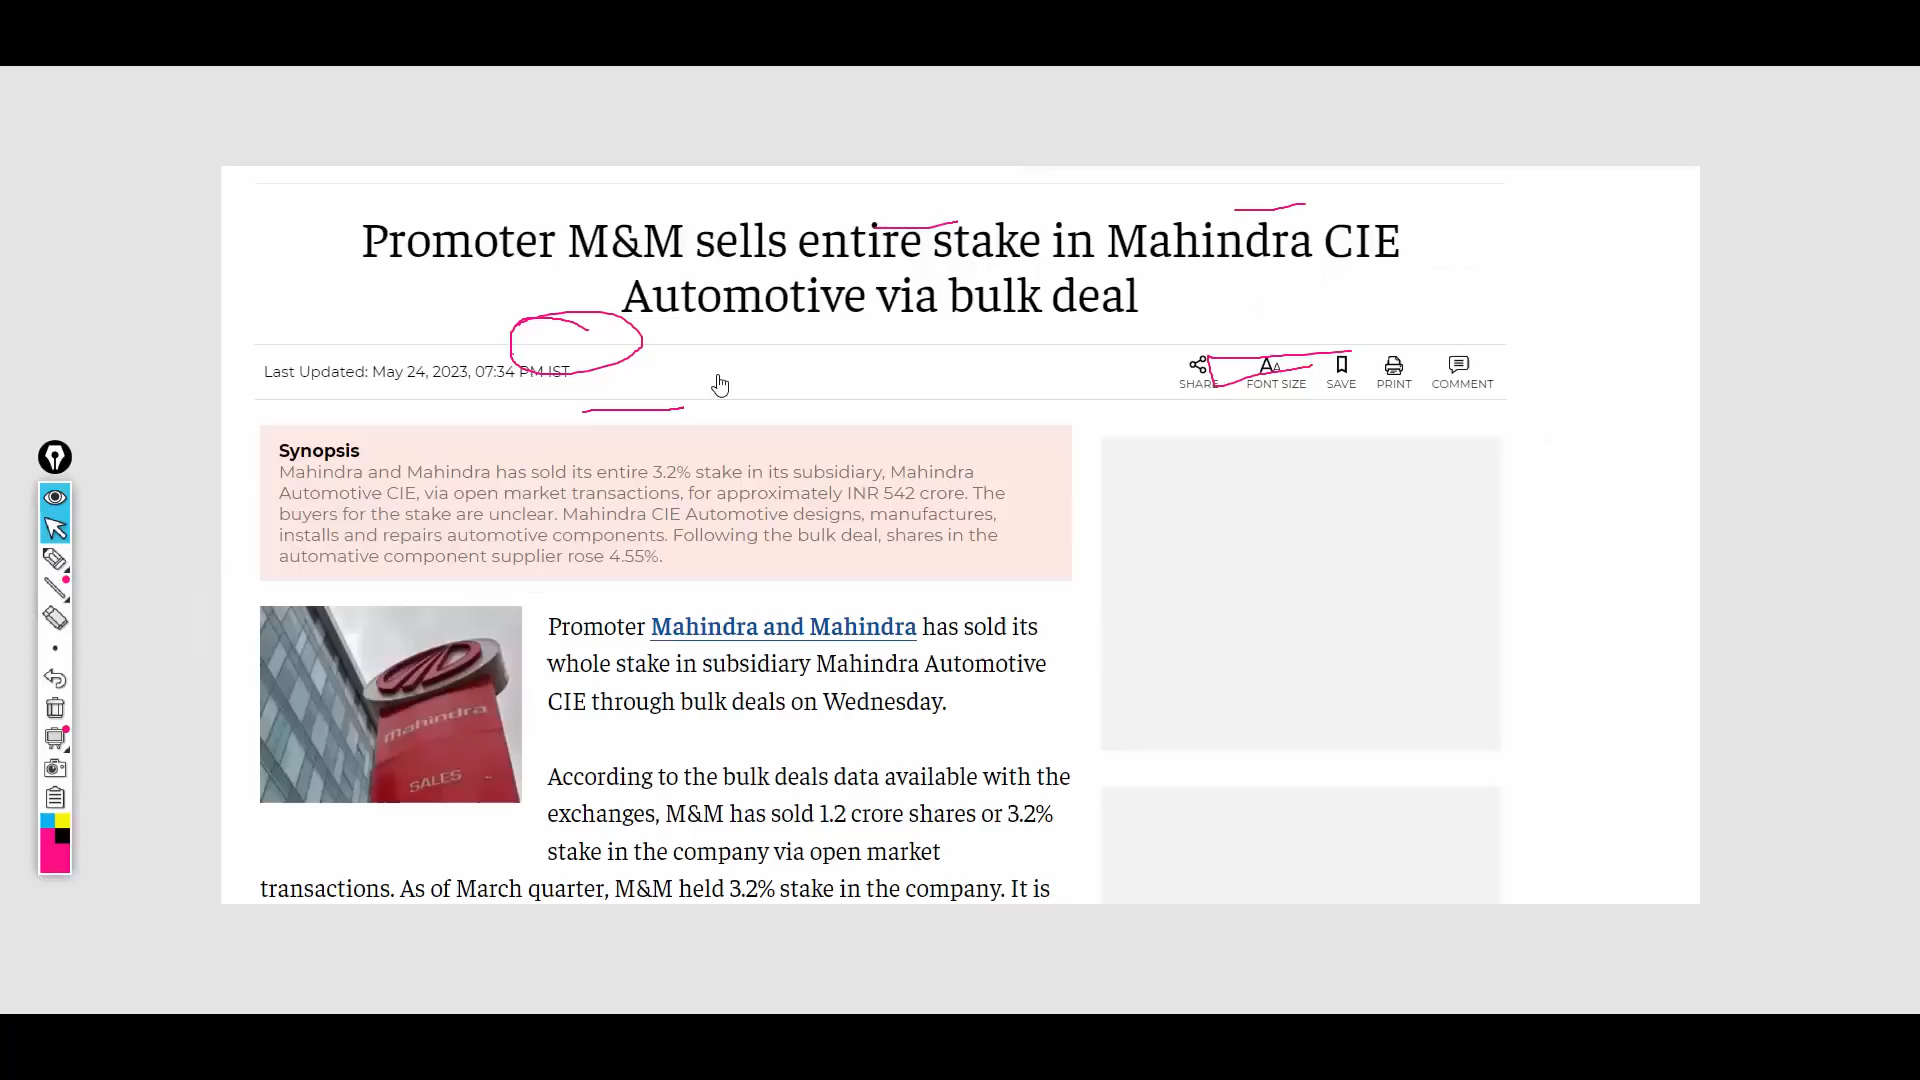 Promoter M&M sells entire stake in Mahindra CIE
Automotive via bulk deal
Last Updated: May 24, 2023, 07:34 PM IST
SHARE
FONT SIZE
SAVE
PRINT
COMMENT
Synopsis
Mahindra and Mahindra has sold its entire 3.2% stake in its subsidiary, Mahindra
Automotive CIE, via open market transactions, for approximately INR 542 crore. The
buyers for the stake are unclear. Mahindra CIE Automotive designs, manufactures,
installs and repairs automotive components. Following the bulk deal, shares in the
automative component supplier rose 4.55%.
mahindra
SALES
Promoter Mahindra and Mahindra has sold its
whole stake in subsidiary Mahindra Automotive
CIE through bulk deals on Wednesday.
According to the bulk deals data available with the
exchanges, M&M has sold 1.2 crore shares or 3.2%
stake in the company via open market
transactions. As of March quarter, M&M held 3.2% stake in the company. It is